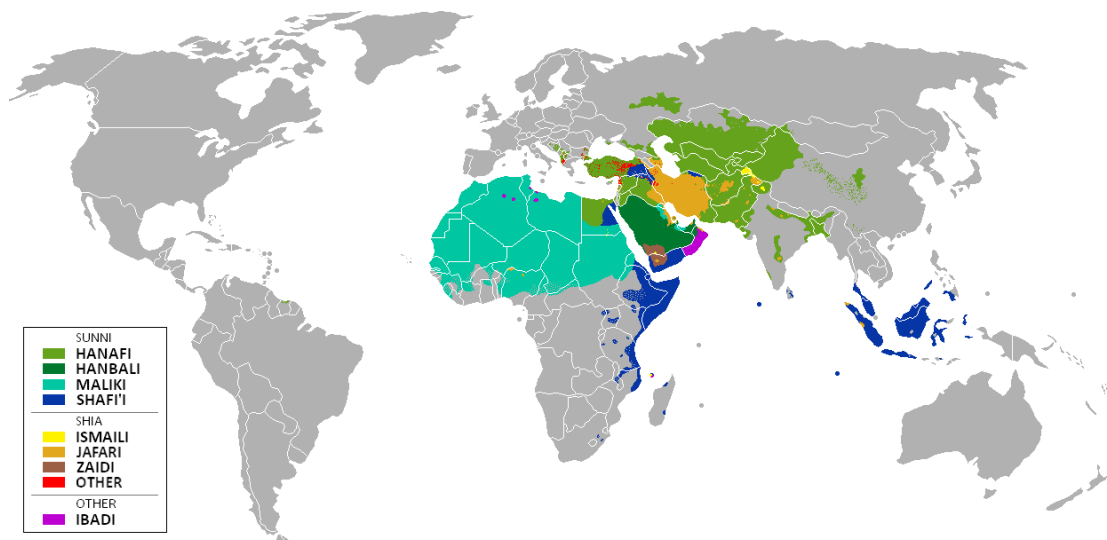 SUNNI
HANAFI
HANBALI
MALIKI
SHAFI'I
SHIA
ISMAILI
JAFARI
ZAIDI
OTHER
OTHER
IBADI